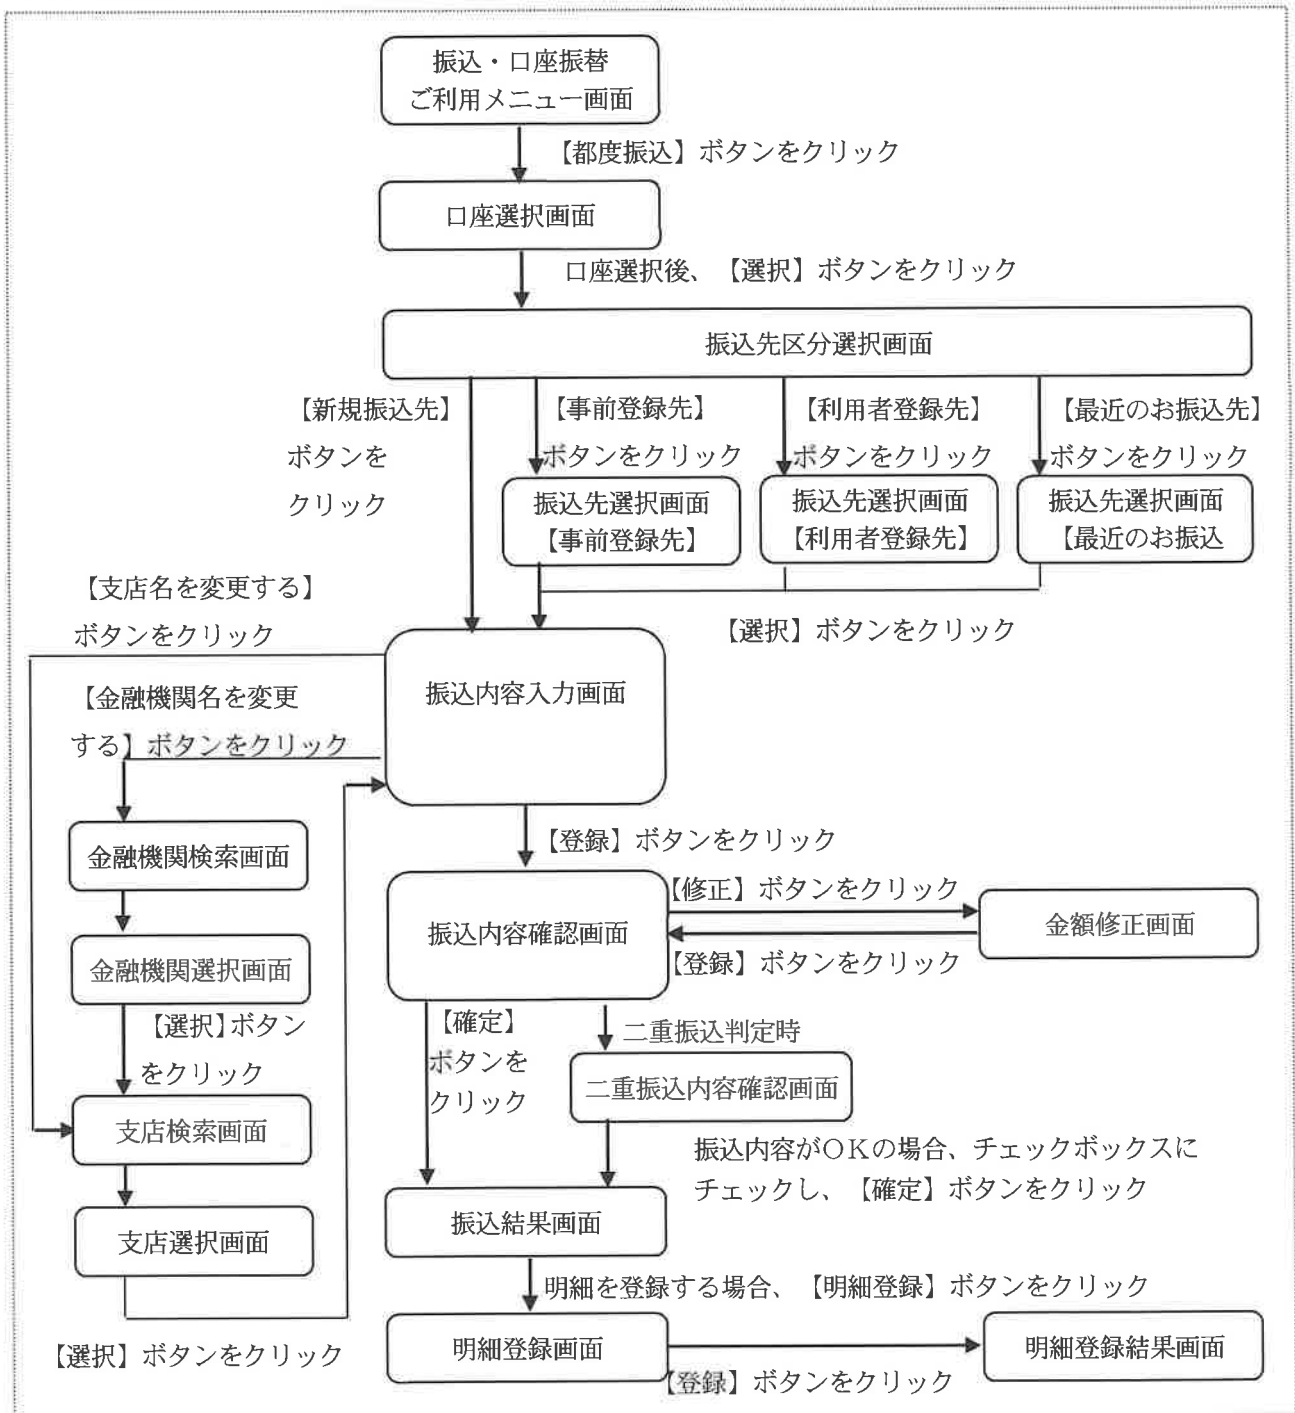 振込・口座振替
ご利用メニュー画面
【都度振込】ボタンをクリック
口座選択画面
口座選択後、【選択】ボタンをクリック
振込先区分選択画面
【新規振込先】
ボタンを
クリック
【事前登録先】
ボタンをクリック
【利用者登録先】
ボタンをクリック
【最近のお振込先】
ボタンをクリック
振込先選択画面
【事前登録先】
振込先選択画面
【利用者登録先】
振込先選択画面
【最近のお振込
【選択】ボタンをクリック
【支店名を変更する】
ボタンをクリック
振込内容入力画面
【金融機関名を変更
する】ボタンをクリック
金融機関検索画面
金融機関選択画面
【選択】ボタン
をクリック
支店検索画面
支店選択画面
【選択】ボタンをクリック
【登録】ボタンをクリック
振込内容確認画面
【修正】ボタンをクリック
金額修正画面
【登録】ボタンをクリック
【確定】
ボタンを
クリック
二重振込判定時
二重振込内容確認画面
振込内容がOKの場合、チェックボックスに
チェックし、【確定】ボタンをクリック
振込結果画面
明細を登録する場合、【明細登録】ボタンをクリック
明細登録画面
【登録】ボタンをクリック
明細登録結果画面